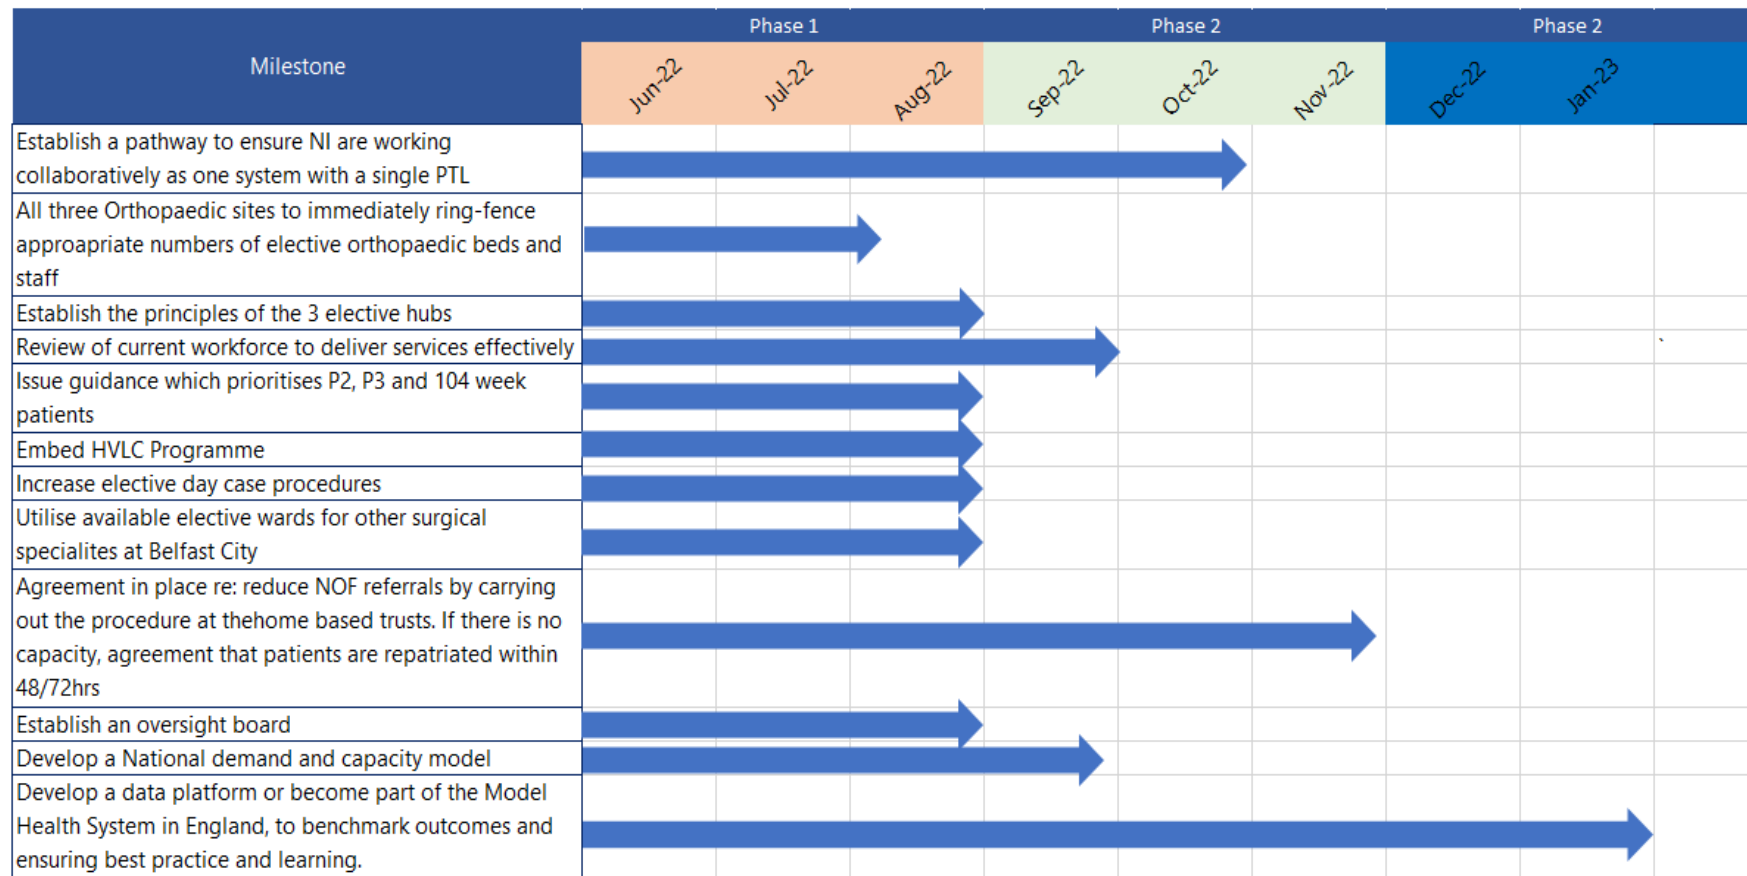 Phase 1
Phase 2
Phase 2
Milestone
Jun-22
Jul-22
Aug-22
Sep-22
Oct-22
Nov-22
Dec-22
Jan-23
Establish a pathway to ensure NI are working
collaboratively as one system with a single PTL
All three Orthopaedic sites to immediately ring-fence
approapriate numbers of elective orthopaedic beds and
staff
Establish the principles of the 3 elective hubs
Review of current workforce to deliver services effectively
`
Issue guidance which prioritises P2, P3 and 104 week
patients
Embed HVLC Programme
Increase elective day case procedures
Utilise available elective wards for other surgical
specialites at Belfast City
Agreement in place re: reduce NOF referrals by carrying
out the procedure at thehome based trusts. If there is no
capacity, agreement that patients are repatriated within
48/72hrs
Establish an oversight board
Develop a National demand and capacity model
Develop a data platform or become part of the Model
Health System in England, to benchmark outcomes and
ensuring best practice and learning.